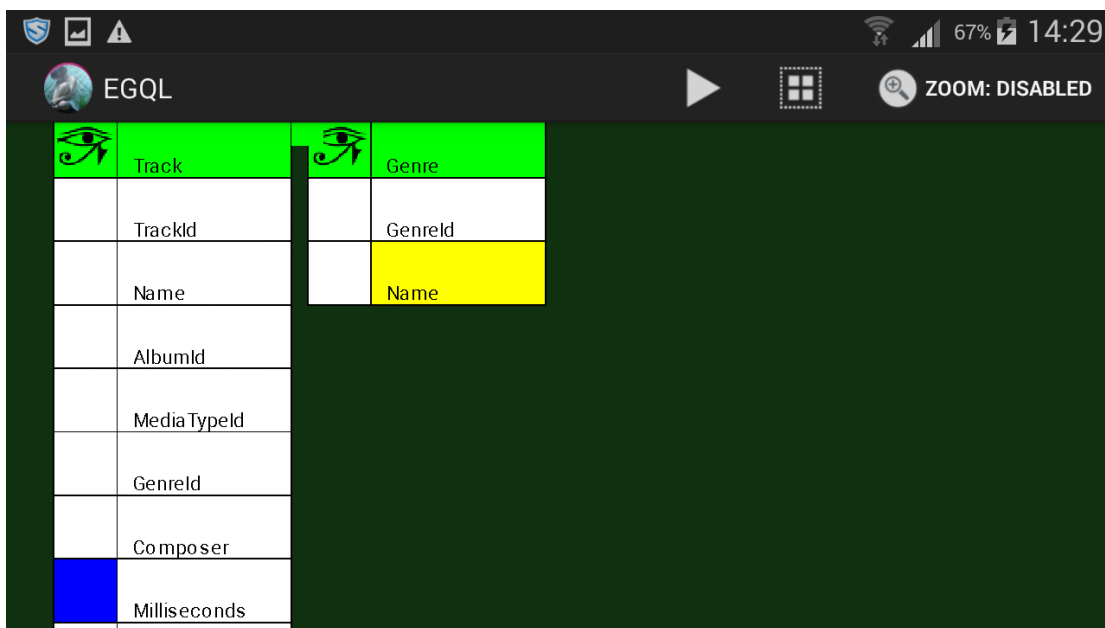 67% 14:29
EGQL ZOOM: DISABLED
Track Genre
TrackId GenreId
Name Name
AlbumId
MediaTypeId
GenreId
Composer
Milliseconds